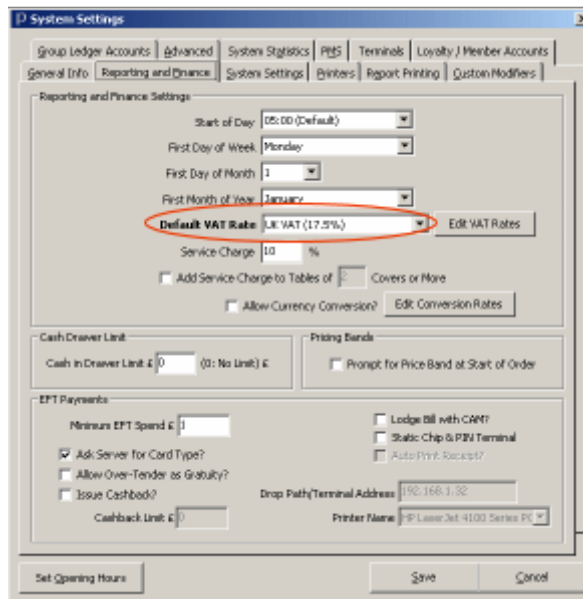 System Settings
Group Ledger Accounts Advanced System Statistics PMS Terminals Loyalty / Member Accounts
General Info Reporting and Finance System Settings Printers Report Printing Custom Modifiers
Reporting and Finance Settings
Start of Day 05:00 (Default)
First Day of Week Monday
First Day of Month 1
First Month of Year January
Default VAT Rate UK VAT (17.5%) Edit VAT Rates
Service Charge 10 %
Add Service Charge to Tables of 2 Covers or More
Allow Currency Conversion? Edit Conversion Rates
Cash Drawer Limit
Cash in Drawer Limit £ 0 (0: No Limit) £
Pricing Bands
Prompt for Price Band at Start of Order
EFT Payments
Minimum EFT Spend £ 1
Lodge Bill with CAM?
Static Chip & PIN Terminal
Ask Server for Card Type?
Auto Print Receipt?
Allow Over-Tender as Gratuity?
Issue Cashback?
Drop Path/Terminal Address 192.168.1.32
Cashback Limit £ 0
Printer Name HP LaserJet 4100 Series PC
Set Opening Hours Save Cancel